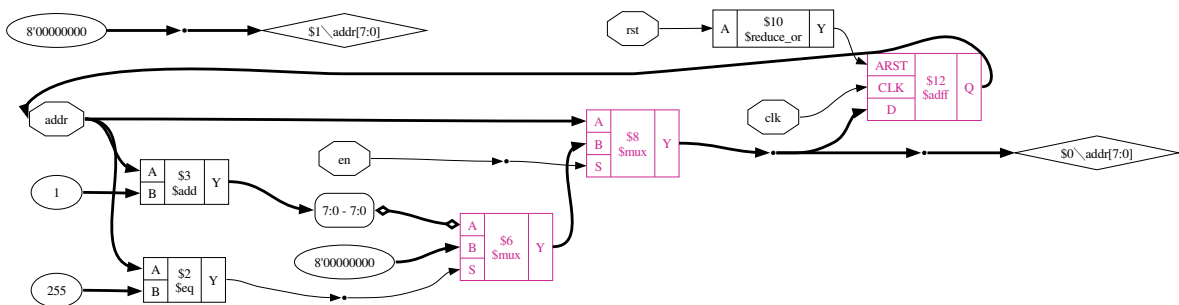 8'00000000
$1\addr[7:0]
rst
A
$10
$reduce_or
Y
ARST
CLK
D
$12
$adff
Q
addr
clk
A
B
S
$8
$mux
Y
en
$0\addr[7:0]
A
B
$3
$add
Y
1
7:0 - 7:0
A
B
S
$6
$mux
Y
8'00000000
A
B
$2
$eq
Y
255